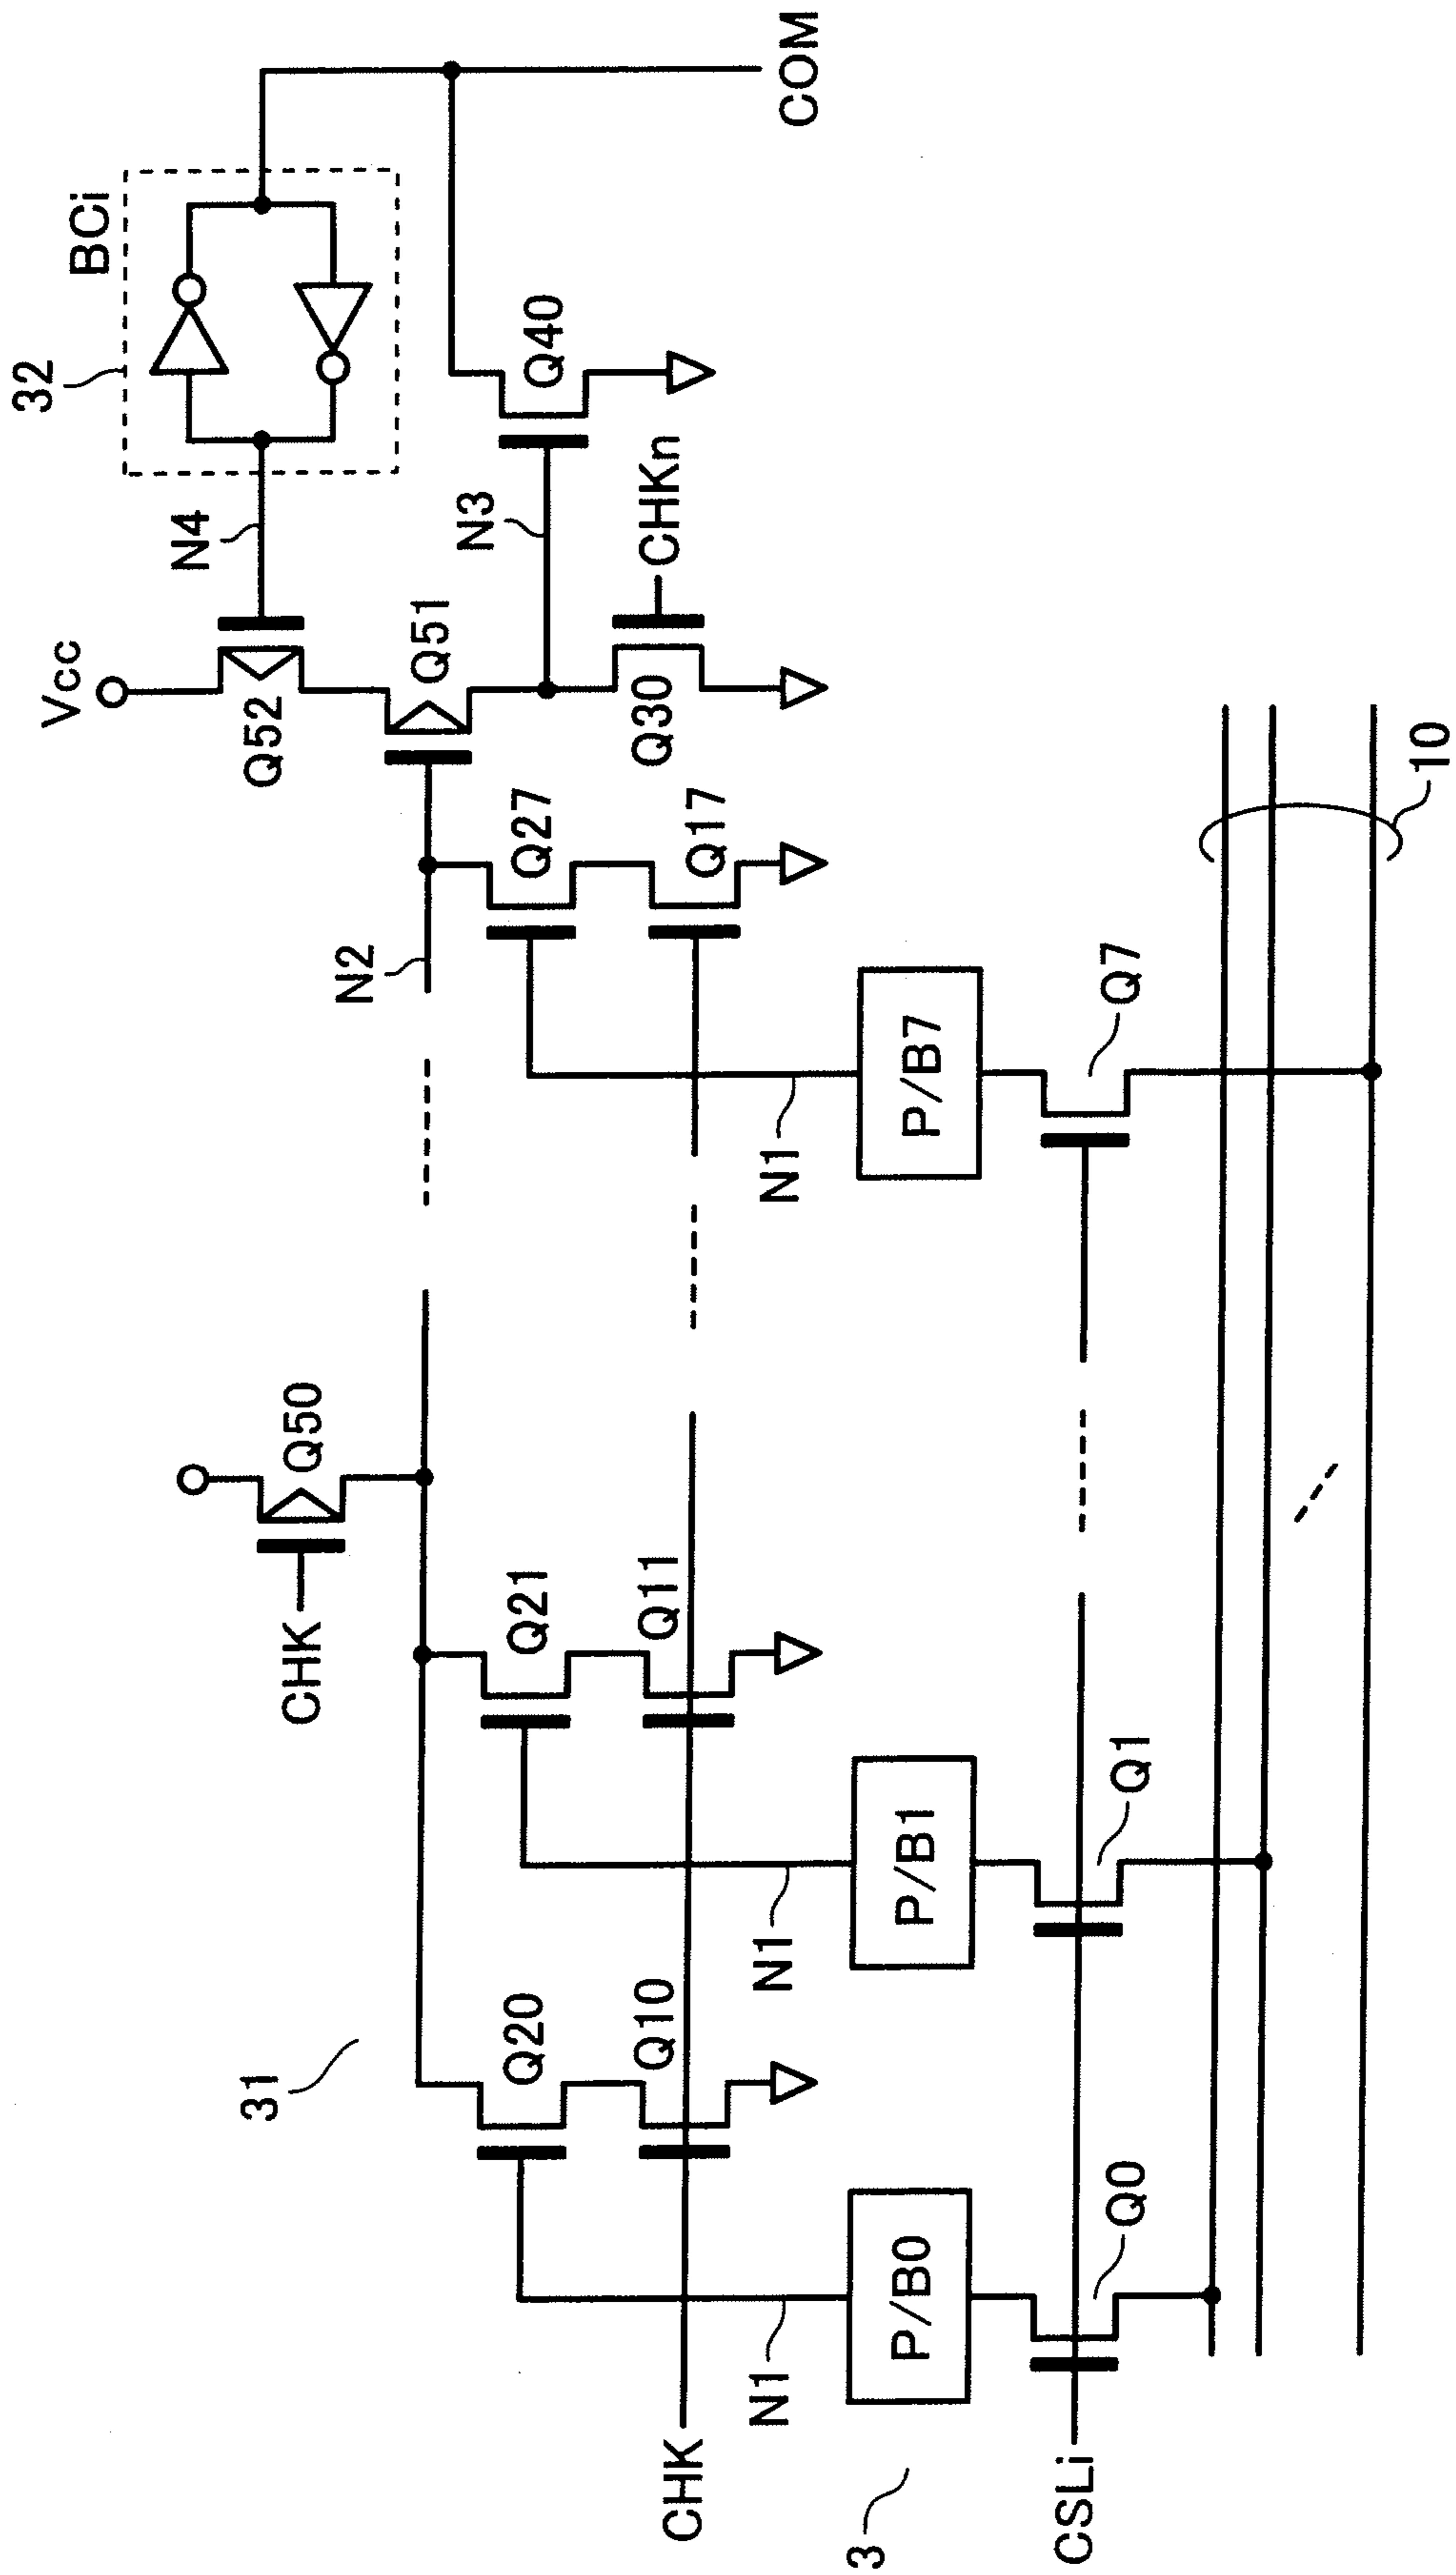 32
BCi
Vcc
N4
Q52
Q51
N3
Q40
COM
CHKn
Q30
N2
Q27
Q17
CHK
Q50
31
Q20
Q21
Q10
Q11
CHK
N1
N1
N1
P/B0
P/B1
P/B7
3
CSLi
Q0
Q1
Q7
10